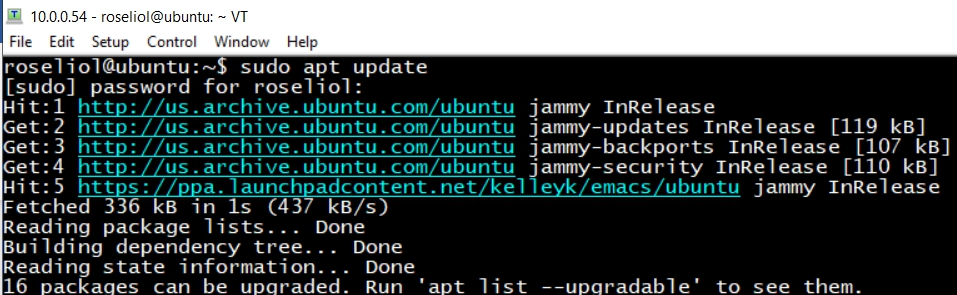 10.0.0.54 - roseliol@ubuntu: ~ VT
File Edit Setup Control Window Help
roseliol@ubuntu:~$ sudo apt update
[sudo] password for roseliol:
Hit:1 http://us.archive.ubuntu.com/ubuntu jammy InRelease
Get:2 http://us.archive.ubuntu.com/ubuntu jammy-updates InRelease [119 kB]
Get:3 http://us.archive.ubuntu.com/ubuntu jammy-backports InRelease [107 kB]
Get:4 http://us.archive.ubuntu.com/ubuntu jammy-security InRelease [110 kB]
Hit:5 https://ppa.launchpadcontent.net/kelleyk/emacs/ubuntu jammy InRelease
Fetched 336 kB in 1s (437 kB/s)
Reading package lists... Done
Building dependency tree... Done
Reading state information... Done
16 packages can be upgraded. Run 'apt list --upgradable' to see them.